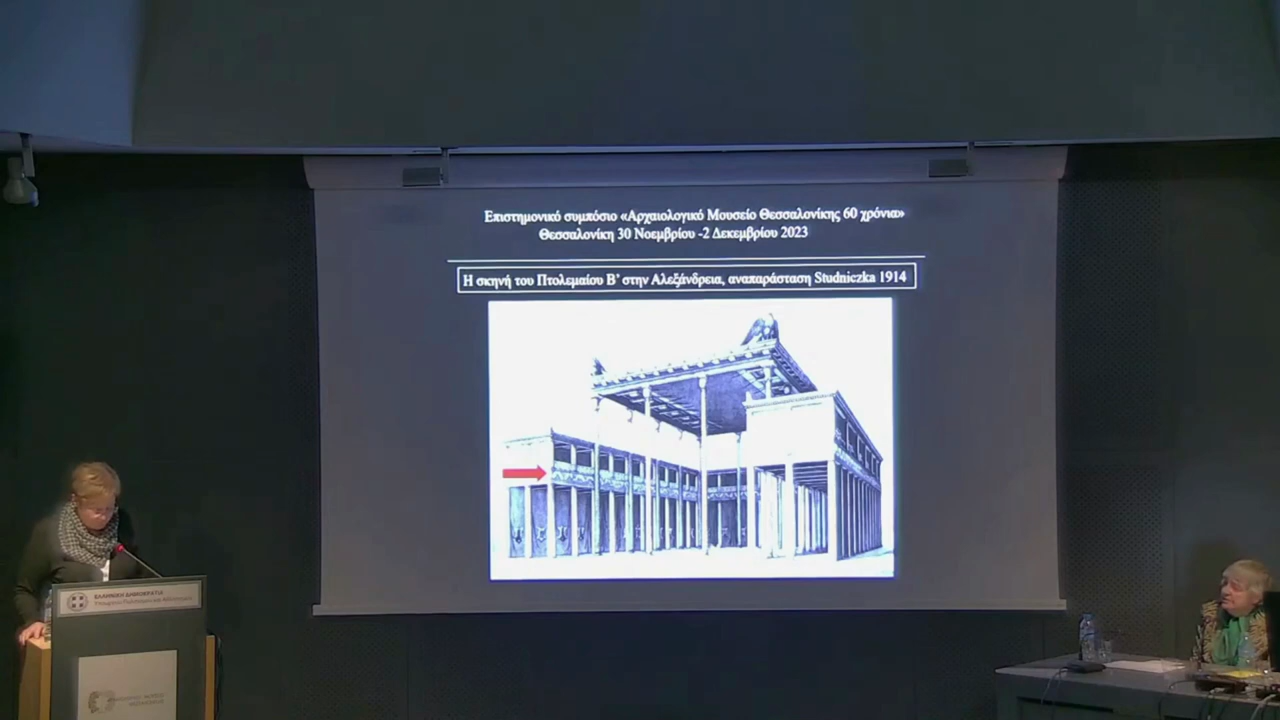 Επιστημονικό συμπόσιο «Αρχαιολογικό Μουσείο Θεσσαλονίκης 60 χρόνια»
Θεσσαλονίκη 30 Νοεμβρίου -2 Δεκεμβρίου 2023
Η σκηνή του Πτολεμαίου Β' στην Αλεξάνδρεια, αναπαράσταση Studniczka 1914
ΕΛΛΗΝΙΚΗ ΔΗΜΟΚΡΑΤΙΑ